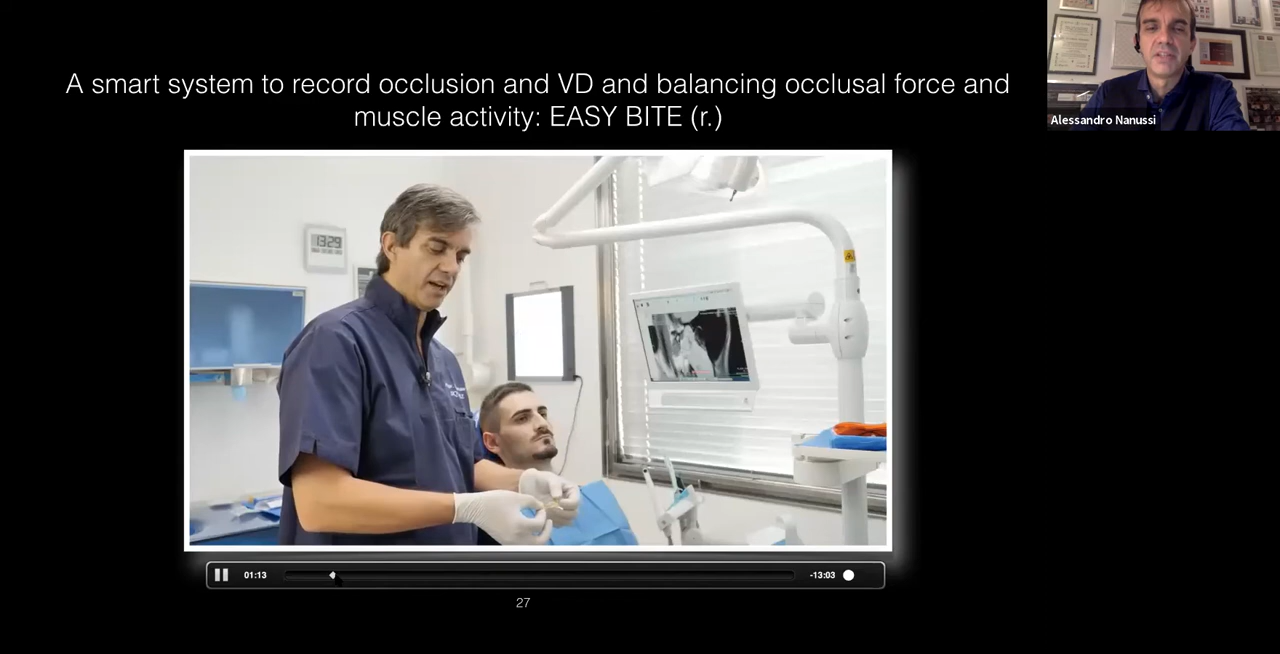 A smart system to record occlusion and VD and balancing occlusal force and
muscle activity: EASY BITE (r.)
Alessandro Nanussi
13:29
01:13
-13:03
27